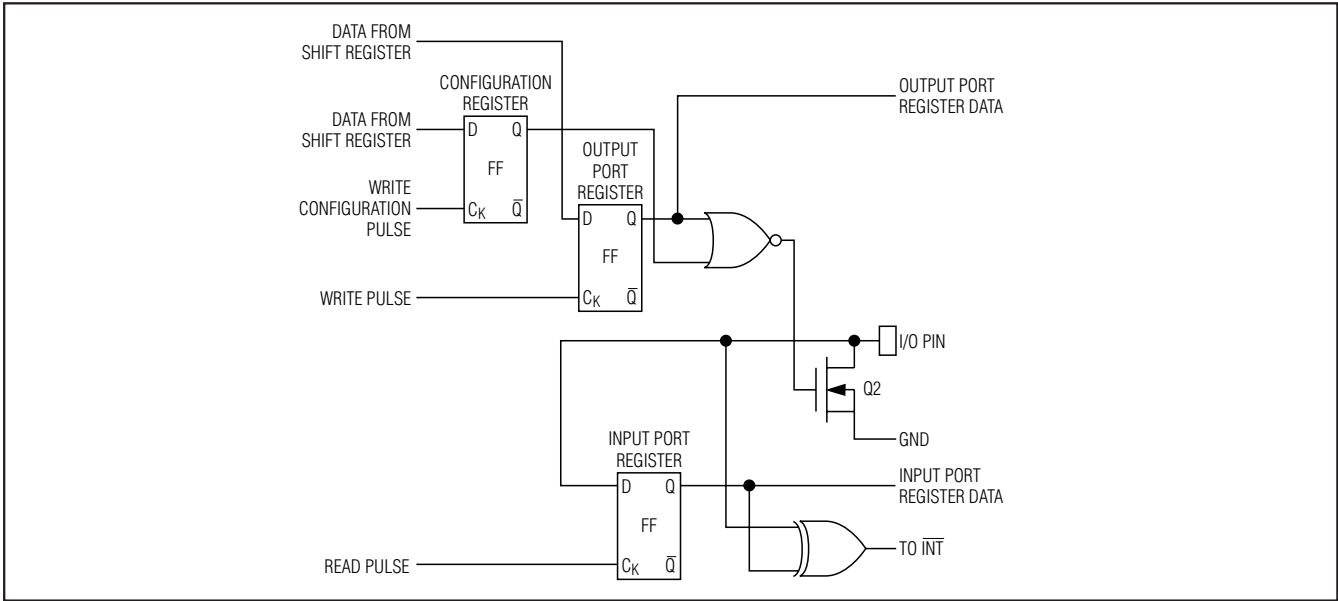 DATA FROM
SHIFT REGISTER
CONFIGURATION
REGISTER
OUTPUT PORT
REGISTER DATA
DATA FROM
SHIFT REGISTER
D Q
FF
OUTPUT
PORT
REGISTER
WRITE
CONFIGURATION
PULSE
CK Q̅
D Q
FF
WRITE PULSE
CK Q̅
I/O PIN
Q2
GND
INPUT PORT
REGISTER
INPUT PORT
REGISTER DATA
D Q
FF
TO I̅N̅T̅
READ PULSE
CK Q̅